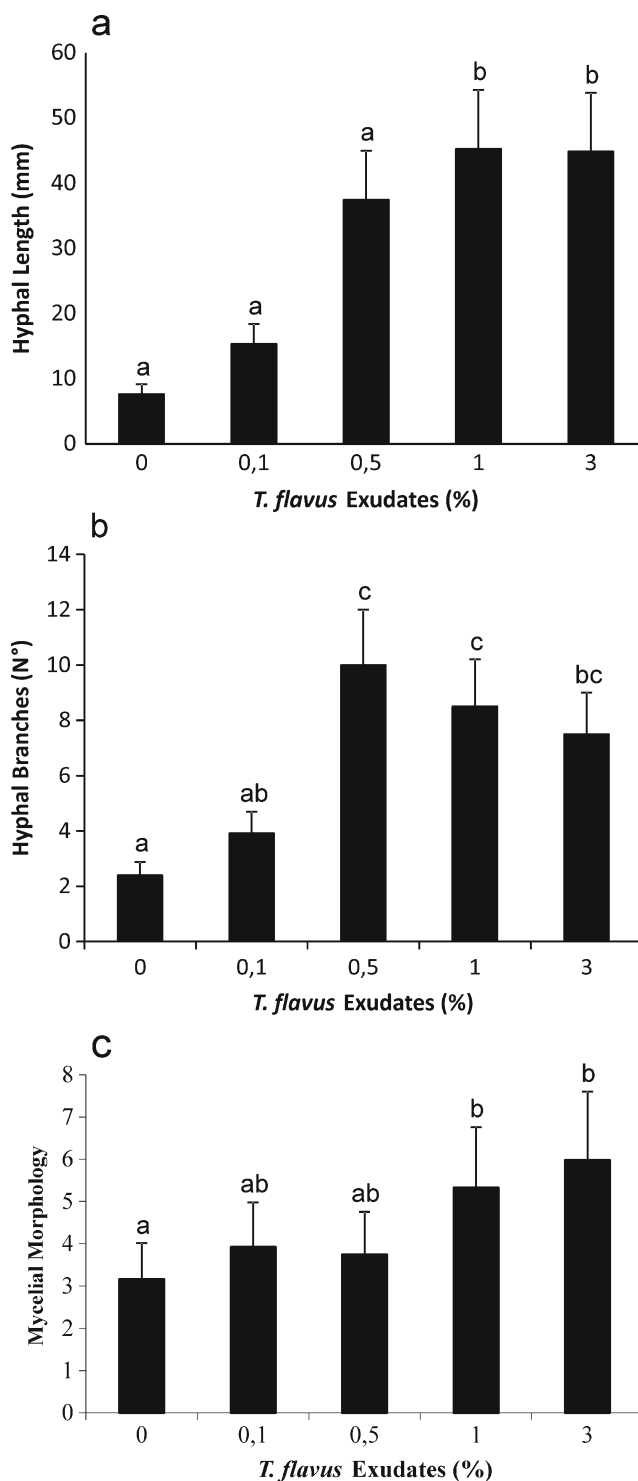 a
60
50
40
30
20
10
0
Hyphal Length (mm)
a
a
a
b
b
0 0,1 0,5 1 3
T. flavus Exudates (%)
b
14
12
10
8
6
4
2
0
Hyphal Branches (N°)
a
ab
c
c
bc
0 0,1 0,5 1 3
T. flavus Exudates (%)
c
8
7
6
5
4
3
2
1
0
Mycelial Morphology
a
ab
ab
b
b
0 0,1 0,5 1 3
T. flavus Exudates (%)